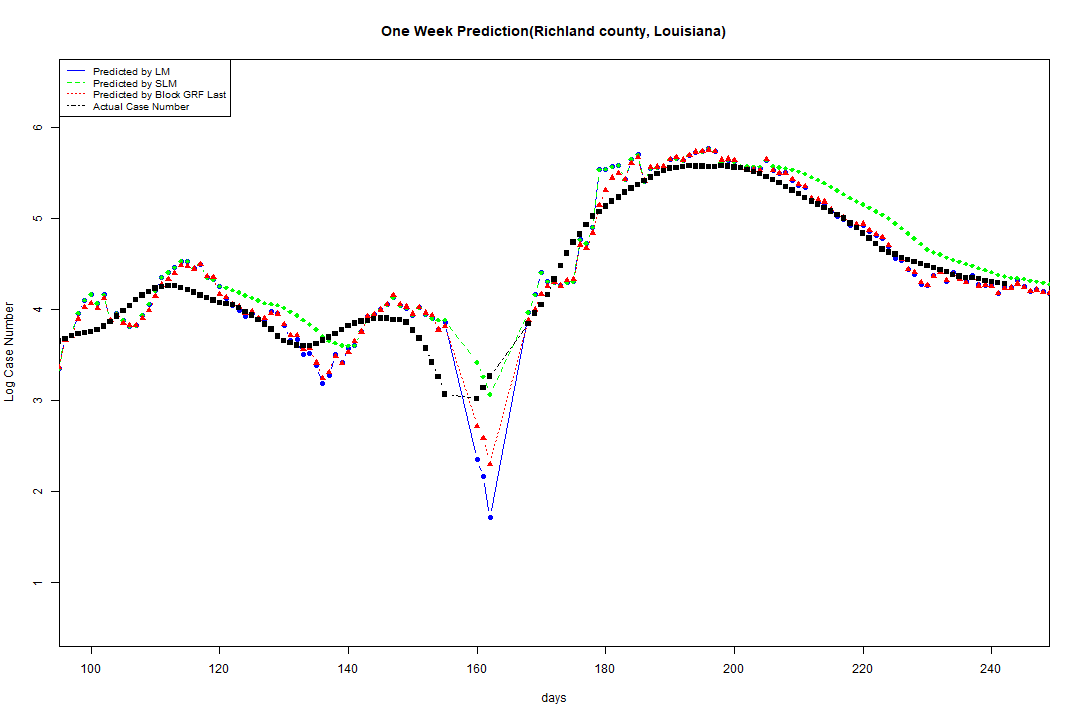 One Week Prediction(Richland county, Louisiana)
Predicted by LM
Predicted by SLM
Predicted by Block GRF Last
Actual Case Number
Log Case Number
6
5
4
3
2
1
100 120 140 160 180 200 220 240
days